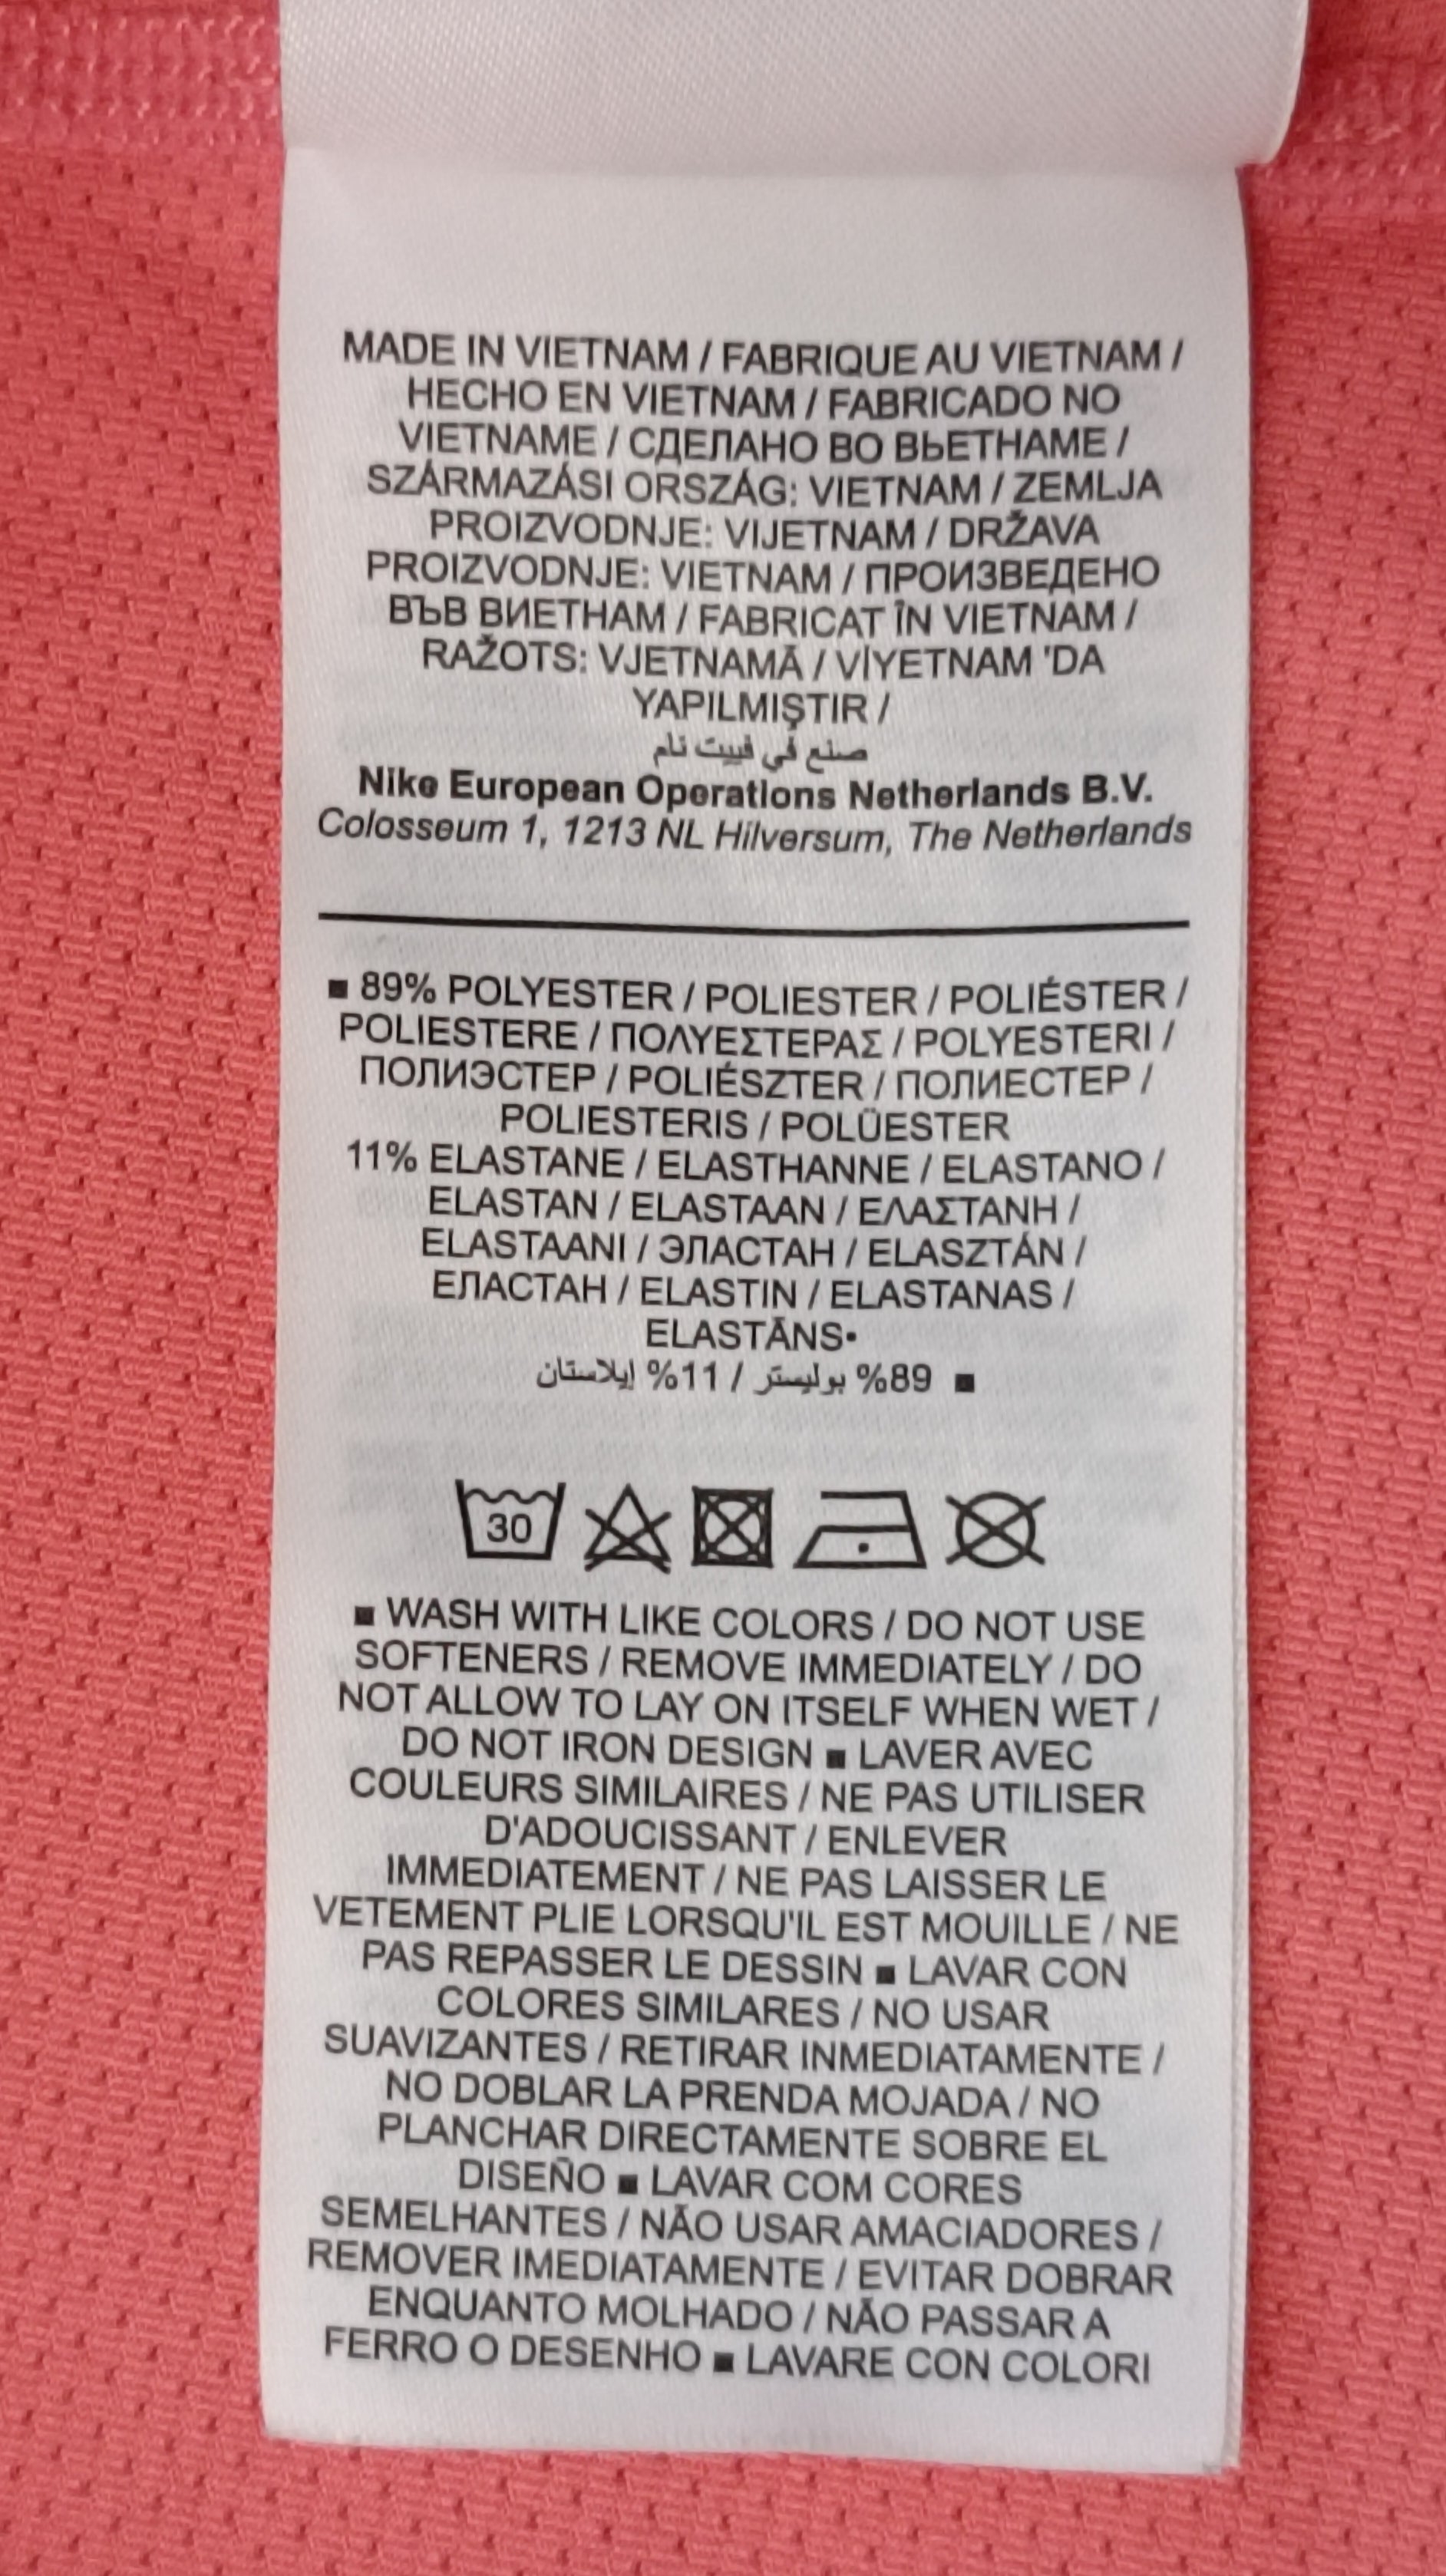 MADE IN VIETNAM / FABRIQUE AU VIETNAM /
HECHO EN VIETNAM / FABRICADO NO
VIETNAME / СДЕЛАНО ВО ВЬЕТНАМЕ /
SZÁRMAZÁSI ORSZÁG: VIETNAM / ZEMLJA
PROIZVODNJE: VIJETNAM / DRŽAVA
PROIZVODNJE: VIETNAM / ПРОИЗВЕДЕНО
ВЪВ ВИЕТНАМ / FABRICAT ÎN VIETNAM /
RAŽOTS: VJETNAMĀ / VİYETNAM 'DA
YAPILMIŞTIR /
صنع في فييت نام
Nike European Operations Netherlands B.V.
Colosseum 1, 1213 NL Hilversum, The Netherlands
■ 89% POLYESTER / POLIESTER / POLIÉSTER /
POLIESTERE / ΠΟΛΥΕΣΤΕΡΑΣ / POLYESTERI /
ПОЛИЭСТЕР / POLIÉSZTER / ПОЛИЕСТЕР /
POLIESTERIS / POLÜESTER
11% ELASTANE / ELASTHANNE / ELASTANO /
ELASTAN / ELASTAAN / ΕΛΑΣΤΑΝΗ /
ELASTAANI / ЭЛАСТАН / ELASZTÁN /
ЕЛАСТАН / ELASTIN / ELASTANAS /
ELASTĀNS•
■ 89% بوليستر / 11% إيلاستان
30
■ WASH WITH LIKE COLORS / DO NOT USE
SOFTENERS / REMOVE IMMEDIATELY / DO
NOT ALLOW TO LAY ON ITSELF WHEN WET /
DO NOT IRON DESIGN ■ LAVER AVEC
COULEURS SIMILAIRES / NE PAS UTILISER
D'ADOUCISSANT / ENLEVER
IMMEDIATEMENT / NE PAS LAISSER LE
VETEMENT PLIE LORSQU'IL EST MOUILLE / NE
PAS REPASSER LE DESSIN ■ LAVAR CON
COLORES SIMILARES / NO USAR
SUAVIZANTES / RETIRAR INMEDIATAMENTE /
NO DOBLAR LA PRENDA MOJADA / NO
PLANCHAR DIRECTAMENTE SOBRE EL
DISEÑO ■ LAVAR COM CORES
SEMELHANTES / NÃO USAR AMACIADORES /
REMOVER IMEDIATAMENTE / EVITAR DOBRAR
ENQUANTO MOLHADO / NÃO PASSAR A
FERRO O DESENHO ■ LAVARE CON COLORI